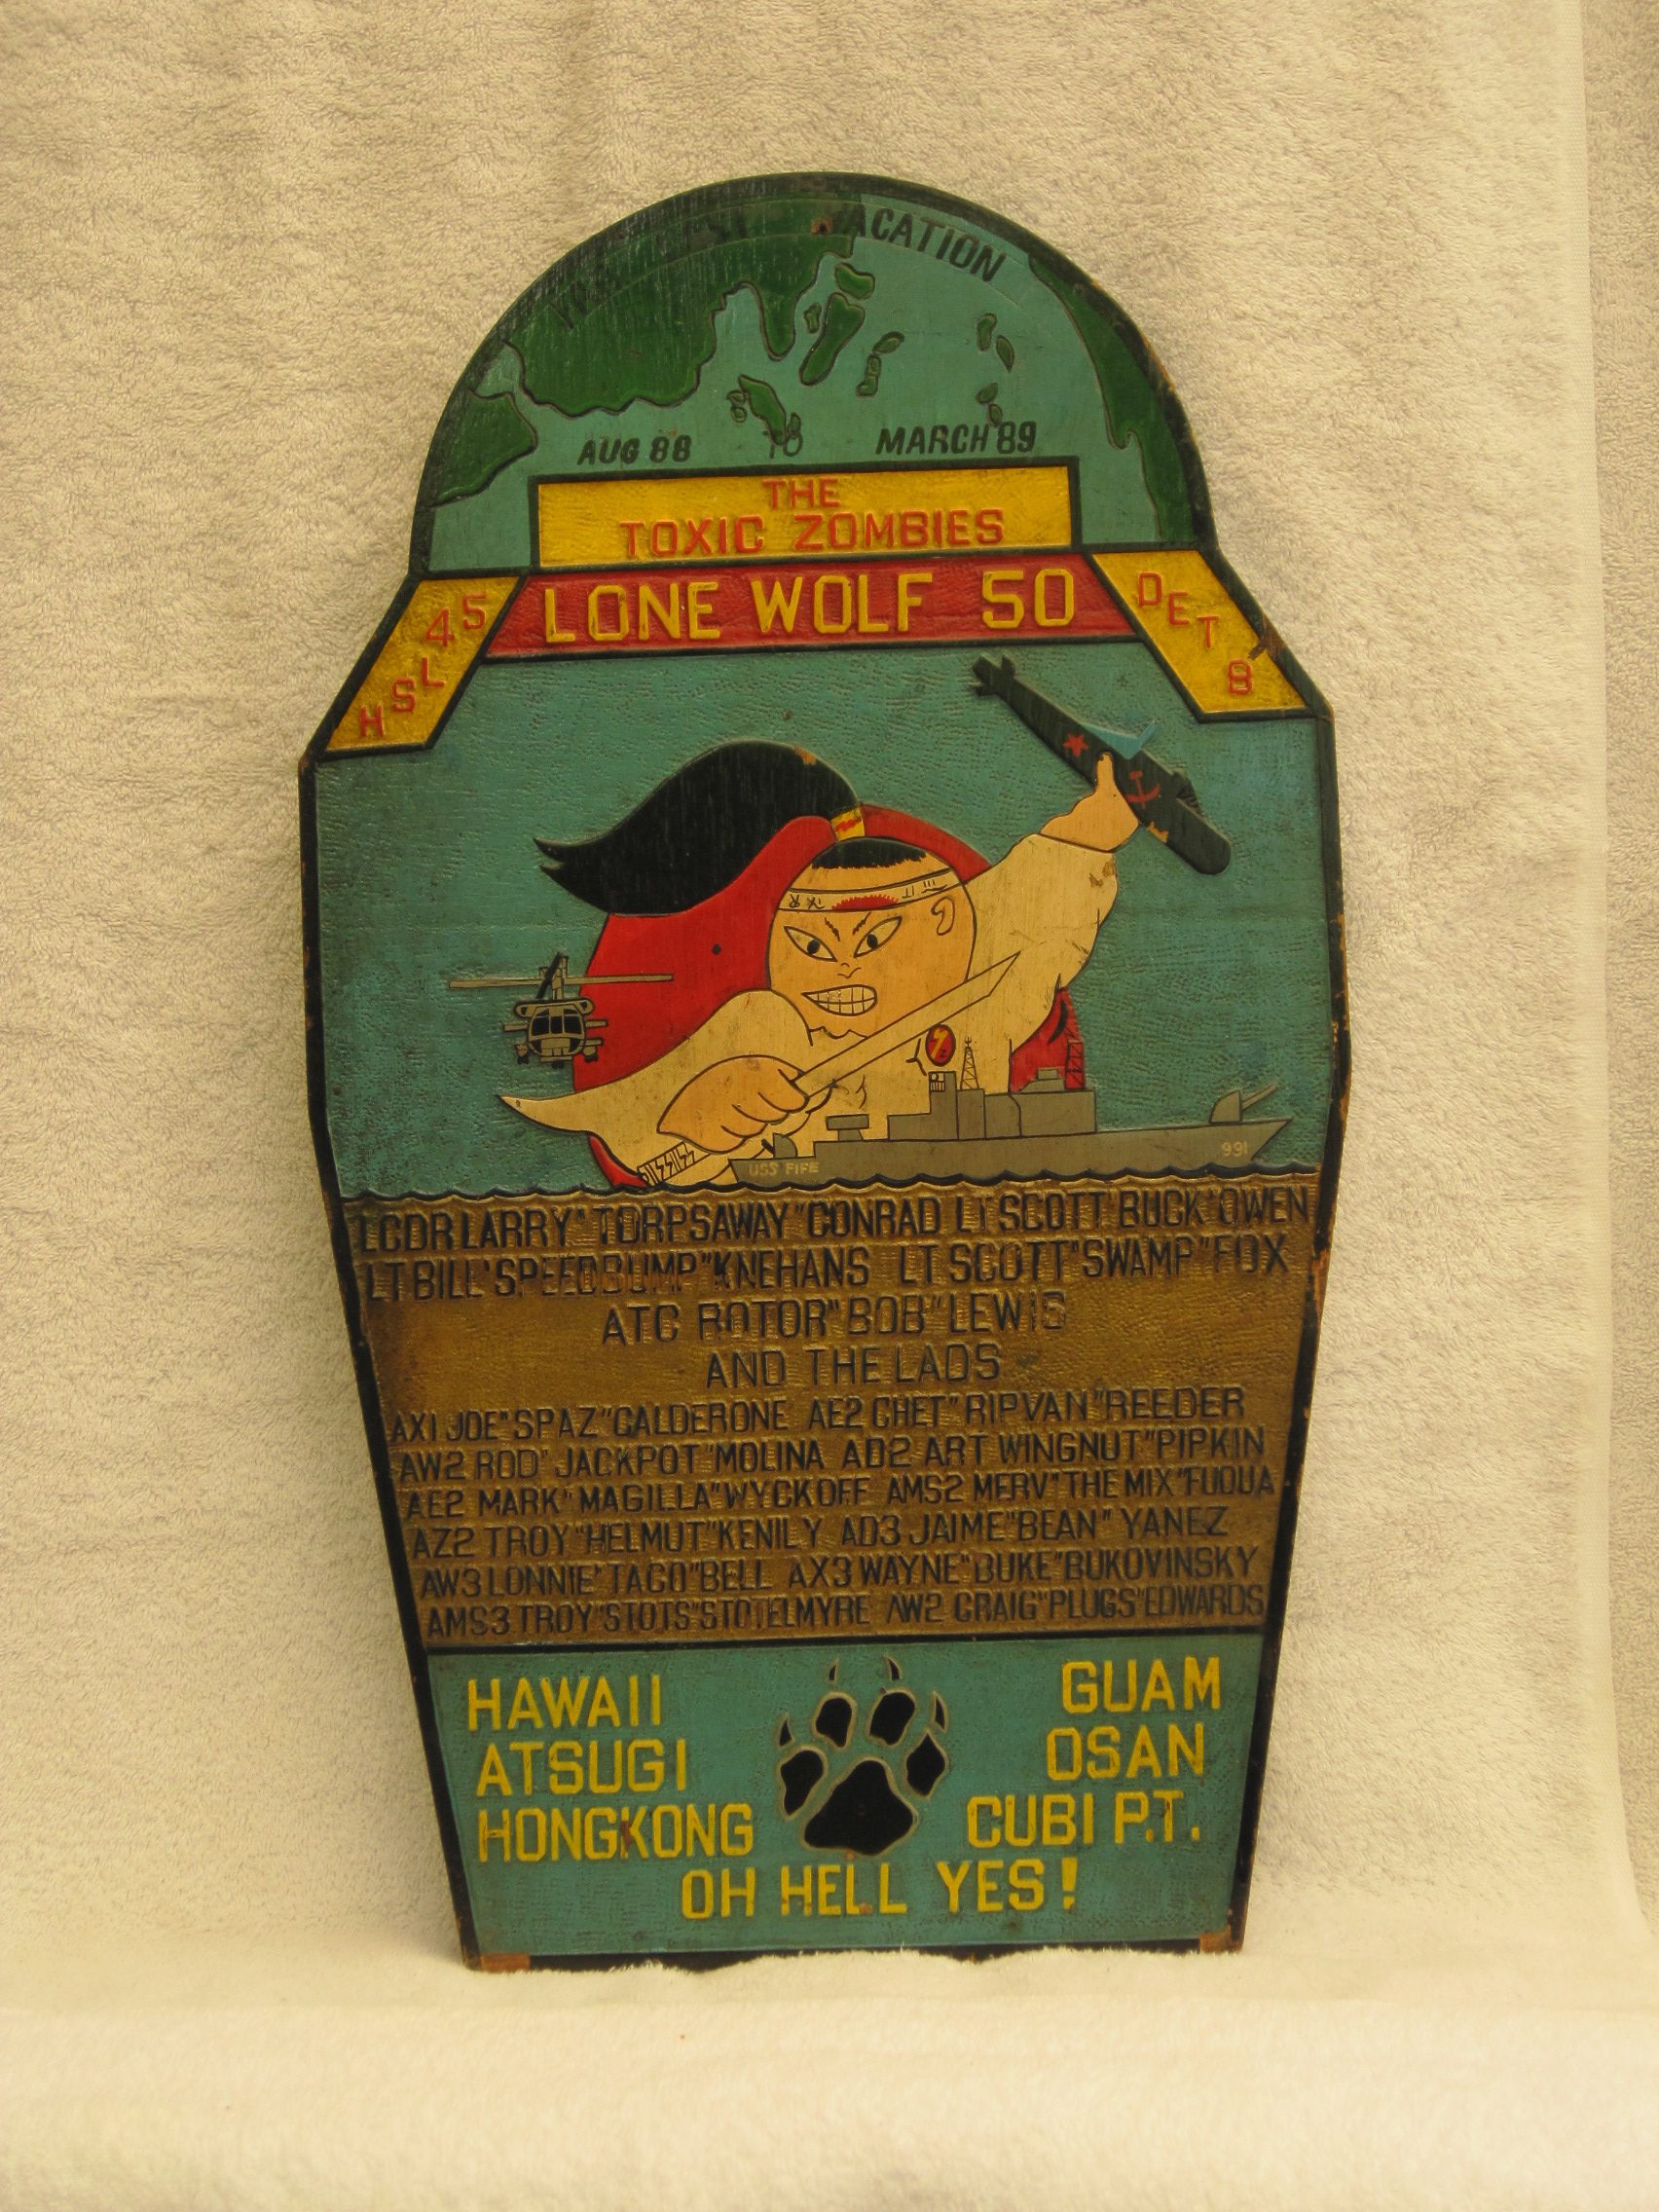 VACATION
AUG 88 TO MARCH 89
THE
TOXIC ZOMBIES
LONE WOLF 50
HSL 45
DET 8
USS FIFE
991
LCDR LARRY "TORPSAWAY" CONRAD LT SCOTT "BUCK" OWEN
LT BILL "SPEEDBUMP" KNEHANS LT SCOTT "SWAMP" FOX
ATC ROTOR "BOB" LEWIS
AND THE LADS
AX1 JOE "SPAZ" CALDERONE AE2 CHET "RIPVAN" REEDER
AW2 ROD "JACKPOT" MOLINA AD2 ART WINGNUT" PIPKIN
AE2 MARK "MAGILLA" WYCKOFF AMS2 MERV "THE MIX" FUQUA
AZ2 TROY "HELMUT" KENILY AD3 JAIME "BEAN" YANEZ
AW3 LONNIE "TACO" BELL AX3 WAYNE "DUKE" BUKOVINSKY
AMS3 TROY "STOTS" STOTELMYRE AW2 CRAIG "PLUGS" EDWARDS
HAWAII
ATSUGI
HONGKONG
GUAM
OSAN
CUBI P.T.
OH HELL YES!